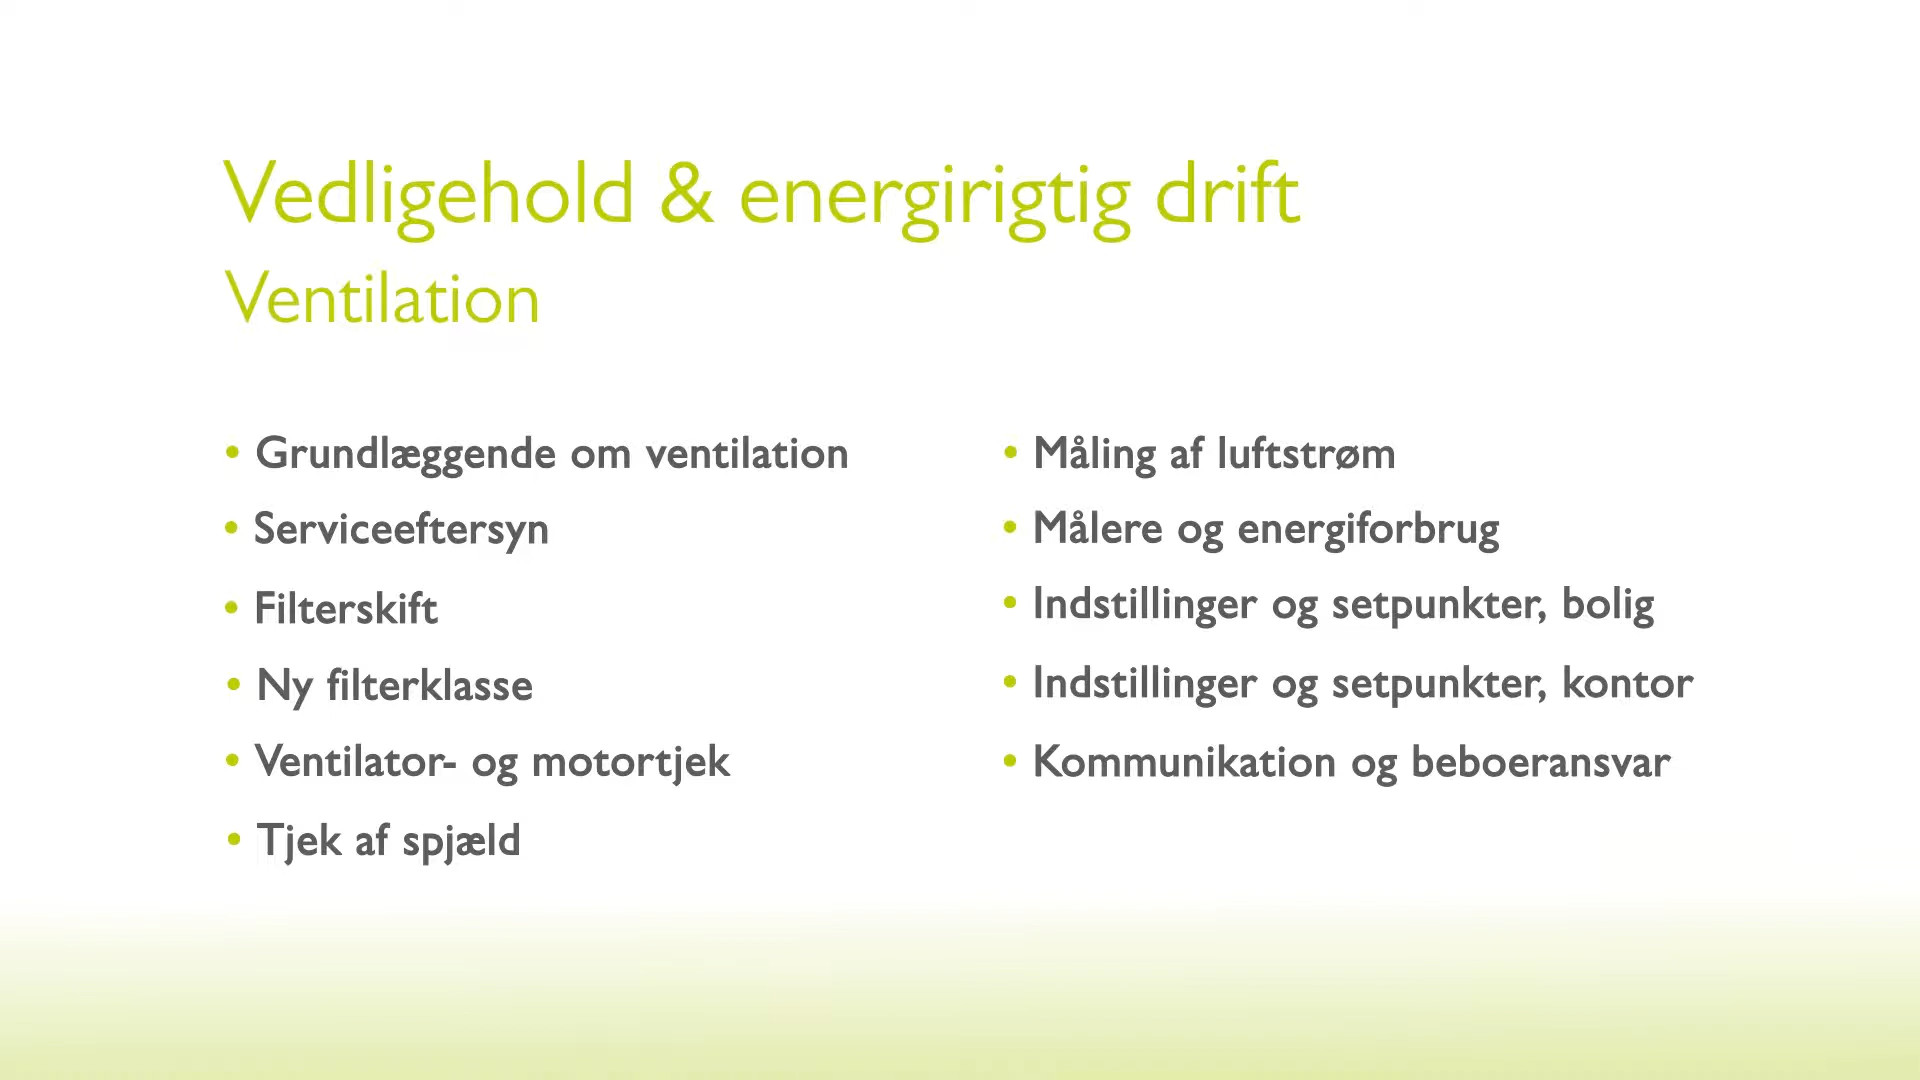 Vedligehold & energirigtig drift
Ventilation
• Grundlæggende om ventilation
• Serviceeftersyn
• Filterskift
• Ny filterklasse
• Ventilator- og motortjek
• Tjek af spjæld
• Måling af luftstrøm
• Målere og energiforbrug
• Indstillinger og setpunkter, bolig
• Indstillinger og setpunkter, kontor
• Kommunikation og beboeransvar